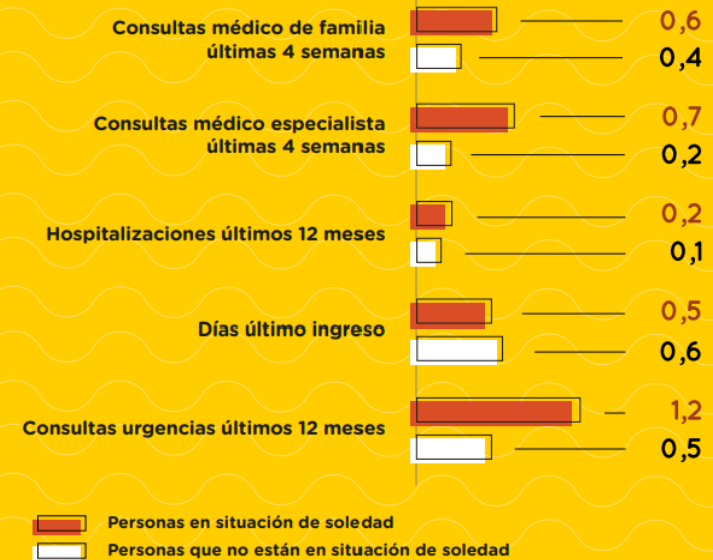 Consultas médico de familia
últimas 4 semanas
0,6
0,4
Consultas médico especialista
últimas 4 semanas
0,7
0,2
Hospitalizaciones últimos 12 meses
0,2
0,1
Días último ingreso
0,5
0,6
Consultas urgencias últimos 12 meses
1,2
0,5
Personas en situación de soledad
Personas que no están en situación de soledad